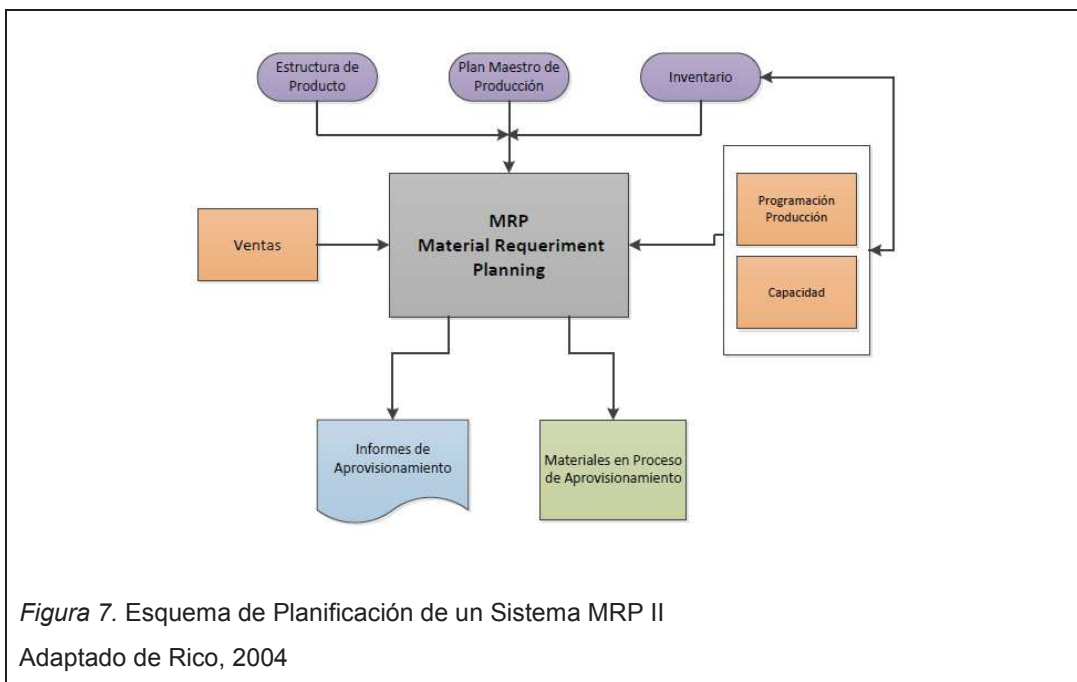 Estructura de
Producto
Plan Maestro de
Producción
Inventario
Programación
Producción
Ventas
MRP
Material Requeriment
Planning
Capacidad
Informes de
Aprovisionamiento
Materiales en Proceso
de Aprovisionamiento
Figura 7. Esquema de Planificación de un Sistema MRP II
Adaptado de Rico, 2004